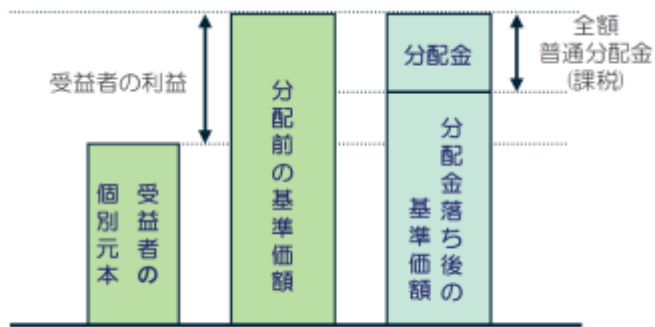 受益者の利益
受益者の
個別元本
分配前の基準価額
分配金
分配金落ち後の
基準価額
全額
普通分配金
(課税)